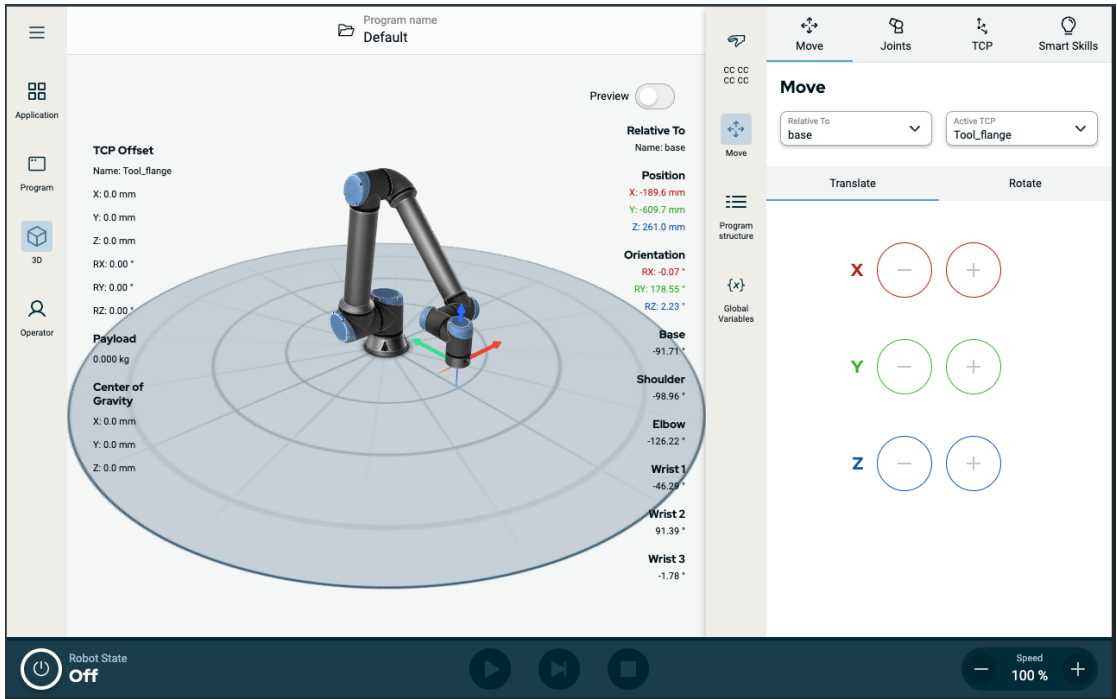 Program name
Default
Application
Program
3D
Operator
TCP Offset
Name: Tool_flange
X: 0.0 mm
Y: 0.0 mm
Z: 0.0 mm
RX: 0.00 °
RY: 0.00 °
RZ: 0.00 °
Payload
0.000 kg
Center of
Gravity
X: 0.0 mm
Y: 0.0 mm
Z: 0.0 mm
Preview
Relative To
Name: base
Position
X: -189.6 mm
Y: -609.7 mm
Z: 261.0 mm
Orientation
RX: -0.07 °
RY: 178.55 °
RZ: 2.23 °
Base
-91.71 °
Shoulder
-98.96 °
Elbow
-126.22 °
Wrist 1
-46.29 °
Wrist 2
91.39 °
Wrist 3
-1.78 °
CC CC
CC CC
Move
Program
structure
{x}
Global
Variables
Move
Joints
TCP
Smart Skills
Move
Relative To
base
Active TCP
Tool_flange
Translate
Rotate
X
Y
Z
Robot State
Off
Speed
100 %